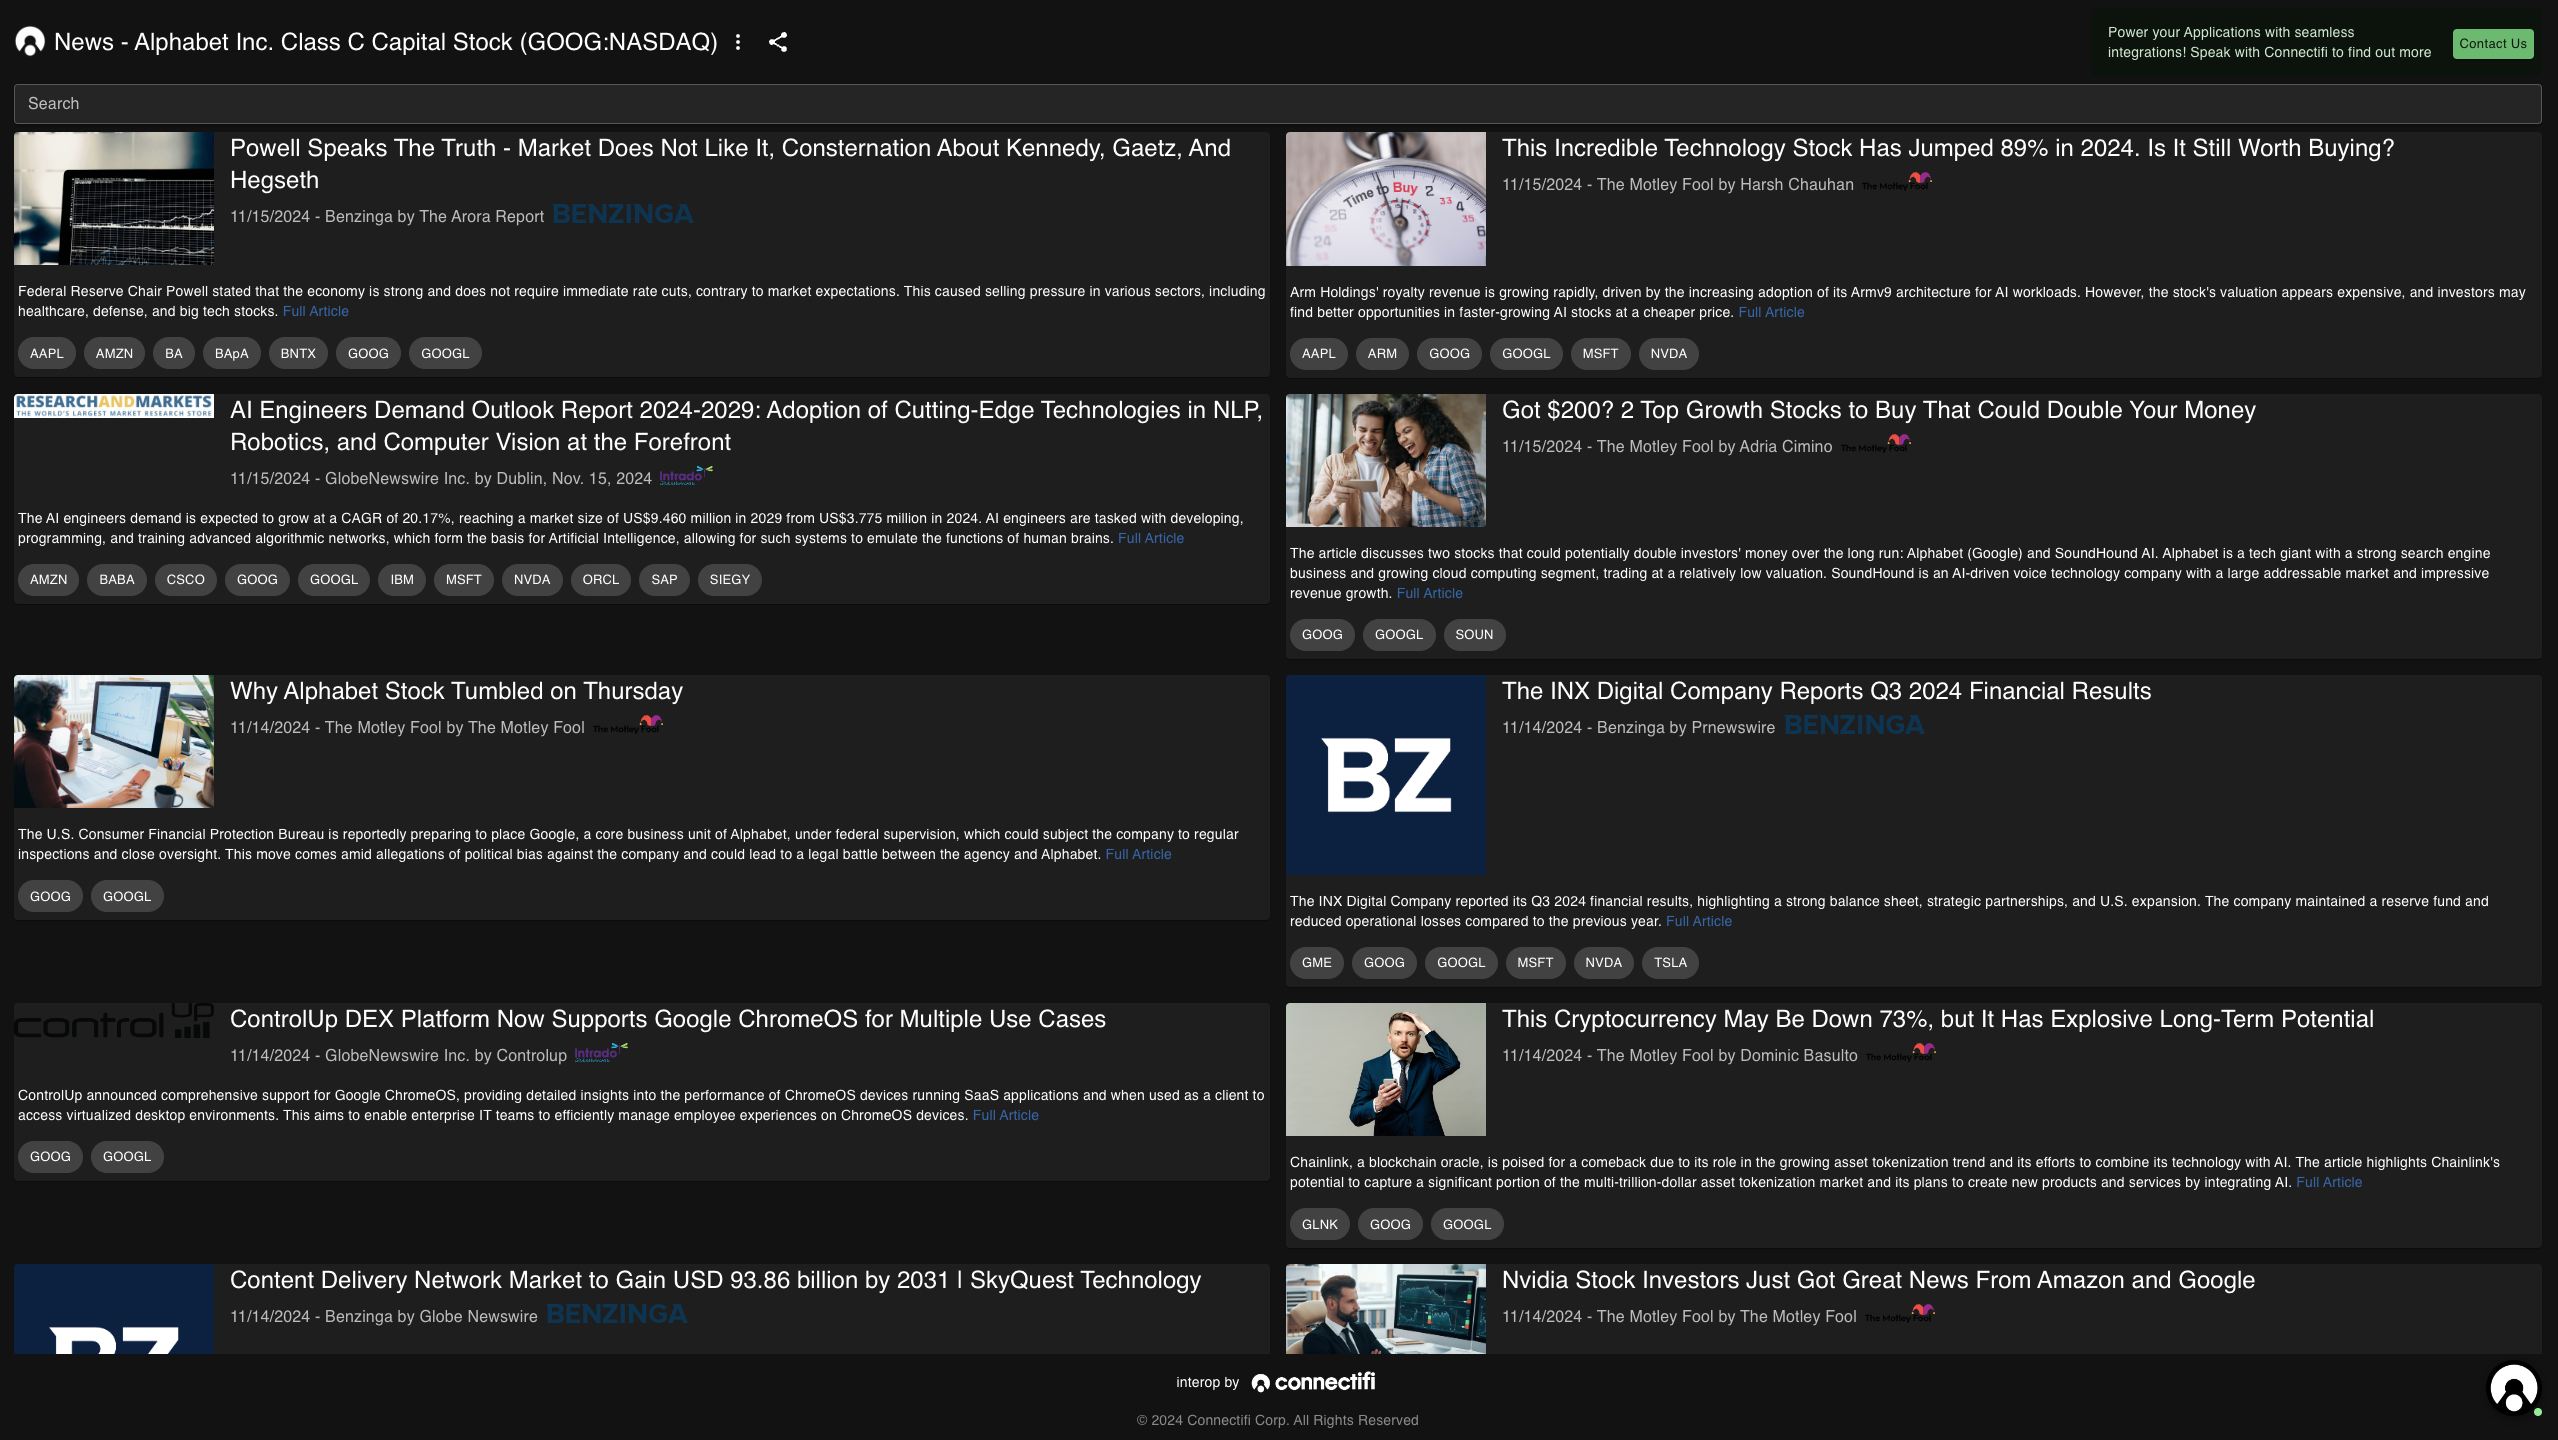 News - Alphabet Inc. Class C Capital Stock (GOOG:NASDAQ)
Power your Applications with seamless
integrations! Speak with Connectifi to find out more
Contact Us
Search
Powell Speaks The Truth - Market Does Not Like It, Consternation About Kennedy, Gaetz, And
Hegseth
11/15/2024 - Benzinga by The Arora Report BENZINGA
Federal Reserve Chair Powell stated that the economy is strong and does not require immediate rate cuts, contrary to market expectations. This caused selling pressure in various sectors, including
healthcare, defense, and big tech stocks. Full Article
AAPL AMZN BA BApA BNTX GOOG GOOGL
Time to Buy 2
33 4
26 35
24 6
53
This Incredible Technology Stock Has Jumped 89% in 2024. Is It Still Worth Buying?
11/15/2024 - The Motley Fool by Harsh Chauhan The Motley Fool
Arm Holdings' royalty revenue is growing rapidly, driven by the increasing adoption of its Armv9 architecture for AI workloads. However, the stock's valuation appears expensive, and investors may
find better opportunities in faster-growing AI stocks at a cheaper price. Full Article
AAPL ARM GOOG GOOGL MSFT NVDA
RESEARCHANDMARKETS
THE WORLD'S LARGEST MARKET RESEARCH STORE
AI Engineers Demand Outlook Report 2024-2029: Adoption of Cutting-Edge Technologies in NLP,
Robotics, and Computer Vision at the Forefront
11/15/2024 - GlobeNewswire Inc. by Dublin, Nov. 15, 2024 Intrado
The AI engineers demand is expected to grow at a CAGR of 20.17%, reaching a market size of US$9.460 million in 2029 from US$3.775 million in 2024. AI engineers are tasked with developing,
programming, and training advanced algorithmic networks, which form the basis for Artificial Intelligence, allowing for such systems to emulate the functions of human brains. Full Article
AMZN BABA CSCO GOOG GOOGL IBM MSFT NVDA ORCL SAP SIEGY
Got $200? 2 Top Growth Stocks to Buy That Could Double Your Money
11/15/2024 - The Motley Fool by Adria Cimino The Motley Fool
The article discusses two stocks that could potentially double investors' money over the long run: Alphabet (Google) and SoundHound AI. Alphabet is a tech giant with a strong search engine
business and growing cloud computing segment, trading at a relatively low valuation. SoundHound is an AI-driven voice technology company with a large addressable market and impressive
revenue growth. Full Article
GOOG GOOGL SOUN
Why Alphabet Stock Tumbled on Thursday
11/14/2024 - The Motley Fool by The Motley Fool The Motley Fool
The U.S. Consumer Financial Protection Bureau is reportedly preparing to place Google, a core business unit of Alphabet, under federal supervision, which could subject the company to regular
inspections and close oversight. This move comes amid allegations of political bias against the company and could lead to a legal battle between the agency and Alphabet. Full Article
GOOG GOOGL
BZ
The INX Digital Company Reports Q3 2024 Financial Results
11/14/2024 - Benzinga by Prnewswire BENZINGA
The INX Digital Company reported its Q3 2024 financial results, highlighting a strong balance sheet, strategic partnerships, and U.S. expansion. The company maintained a reserve fund and
reduced operational losses compared to the previous year. Full Article
GME GOOG GOOGL MSFT NVDA TSLA
control up
ControlUp DEX Platform Now Supports Google ChromeOS for Multiple Use Cases
11/14/2024 - GlobeNewswire Inc. by Controlup Intrado
ControlUp announced comprehensive support for Google ChromeOS, providing detailed insights into the performance of ChromeOS devices running SaaS applications and when used as a client to
access virtualized desktop environments. This aims to enable enterprise IT teams to efficiently manage employee experiences on ChromeOS devices. Full Article
GOOG GOOGL
This Cryptocurrency May Be Down 73%, but It Has Explosive Long-Term Potential
11/14/2024 - The Motley Fool by Dominic Basulto The Motley Fool
Chainlink, a blockchain oracle, is poised for a comeback due to its role in the growing asset tokenization trend and its efforts to combine its technology with AI. The article highlights Chainlink's
potential to capture a significant portion of the multi-trillion-dollar asset tokenization market and its plans to create new products and services by integrating AI. Full Article
GLNK GOOG GOOGL
BZ
Content Delivery Network Market to Gain USD 93.86 billion by 2031 | SkyQuest Technology
11/14/2024 - Benzinga by Globe Newswire BENZINGA
Nvidia Stock Investors Just Got Great News From Amazon and Google
11/14/2024 - The Motley Fool by The Motley Fool The Motley Fool
interop by connectifi
© 2024 Connectifi Corp. All Rights Reserved